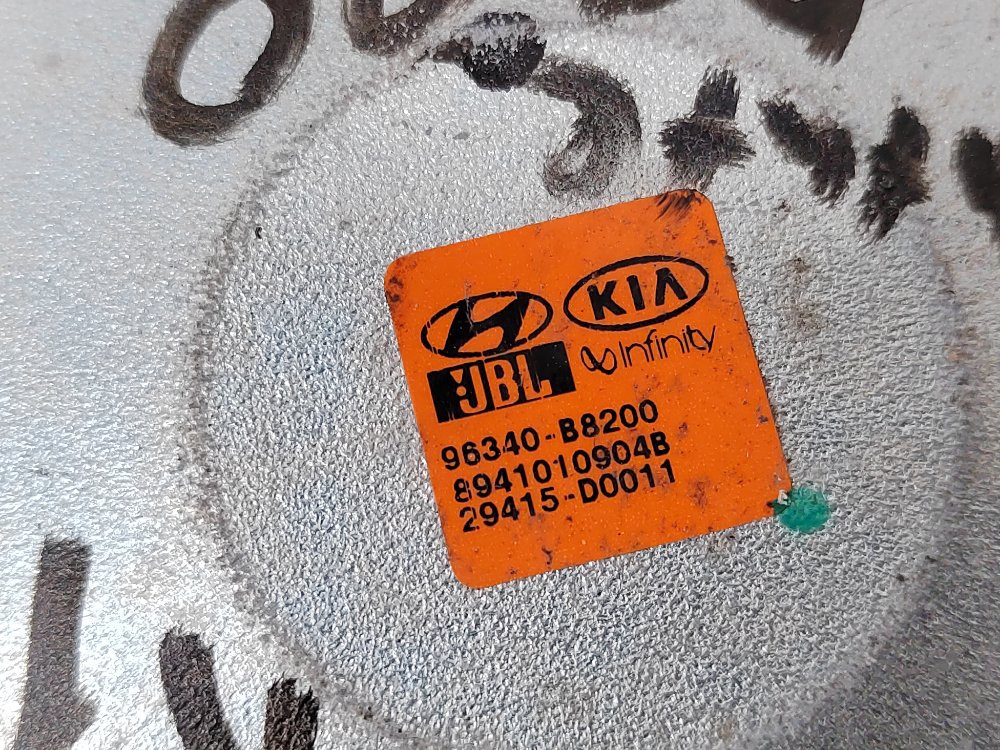 KIA
JBL
Infinity
96340-B8200
8941010904B
29415-D0011